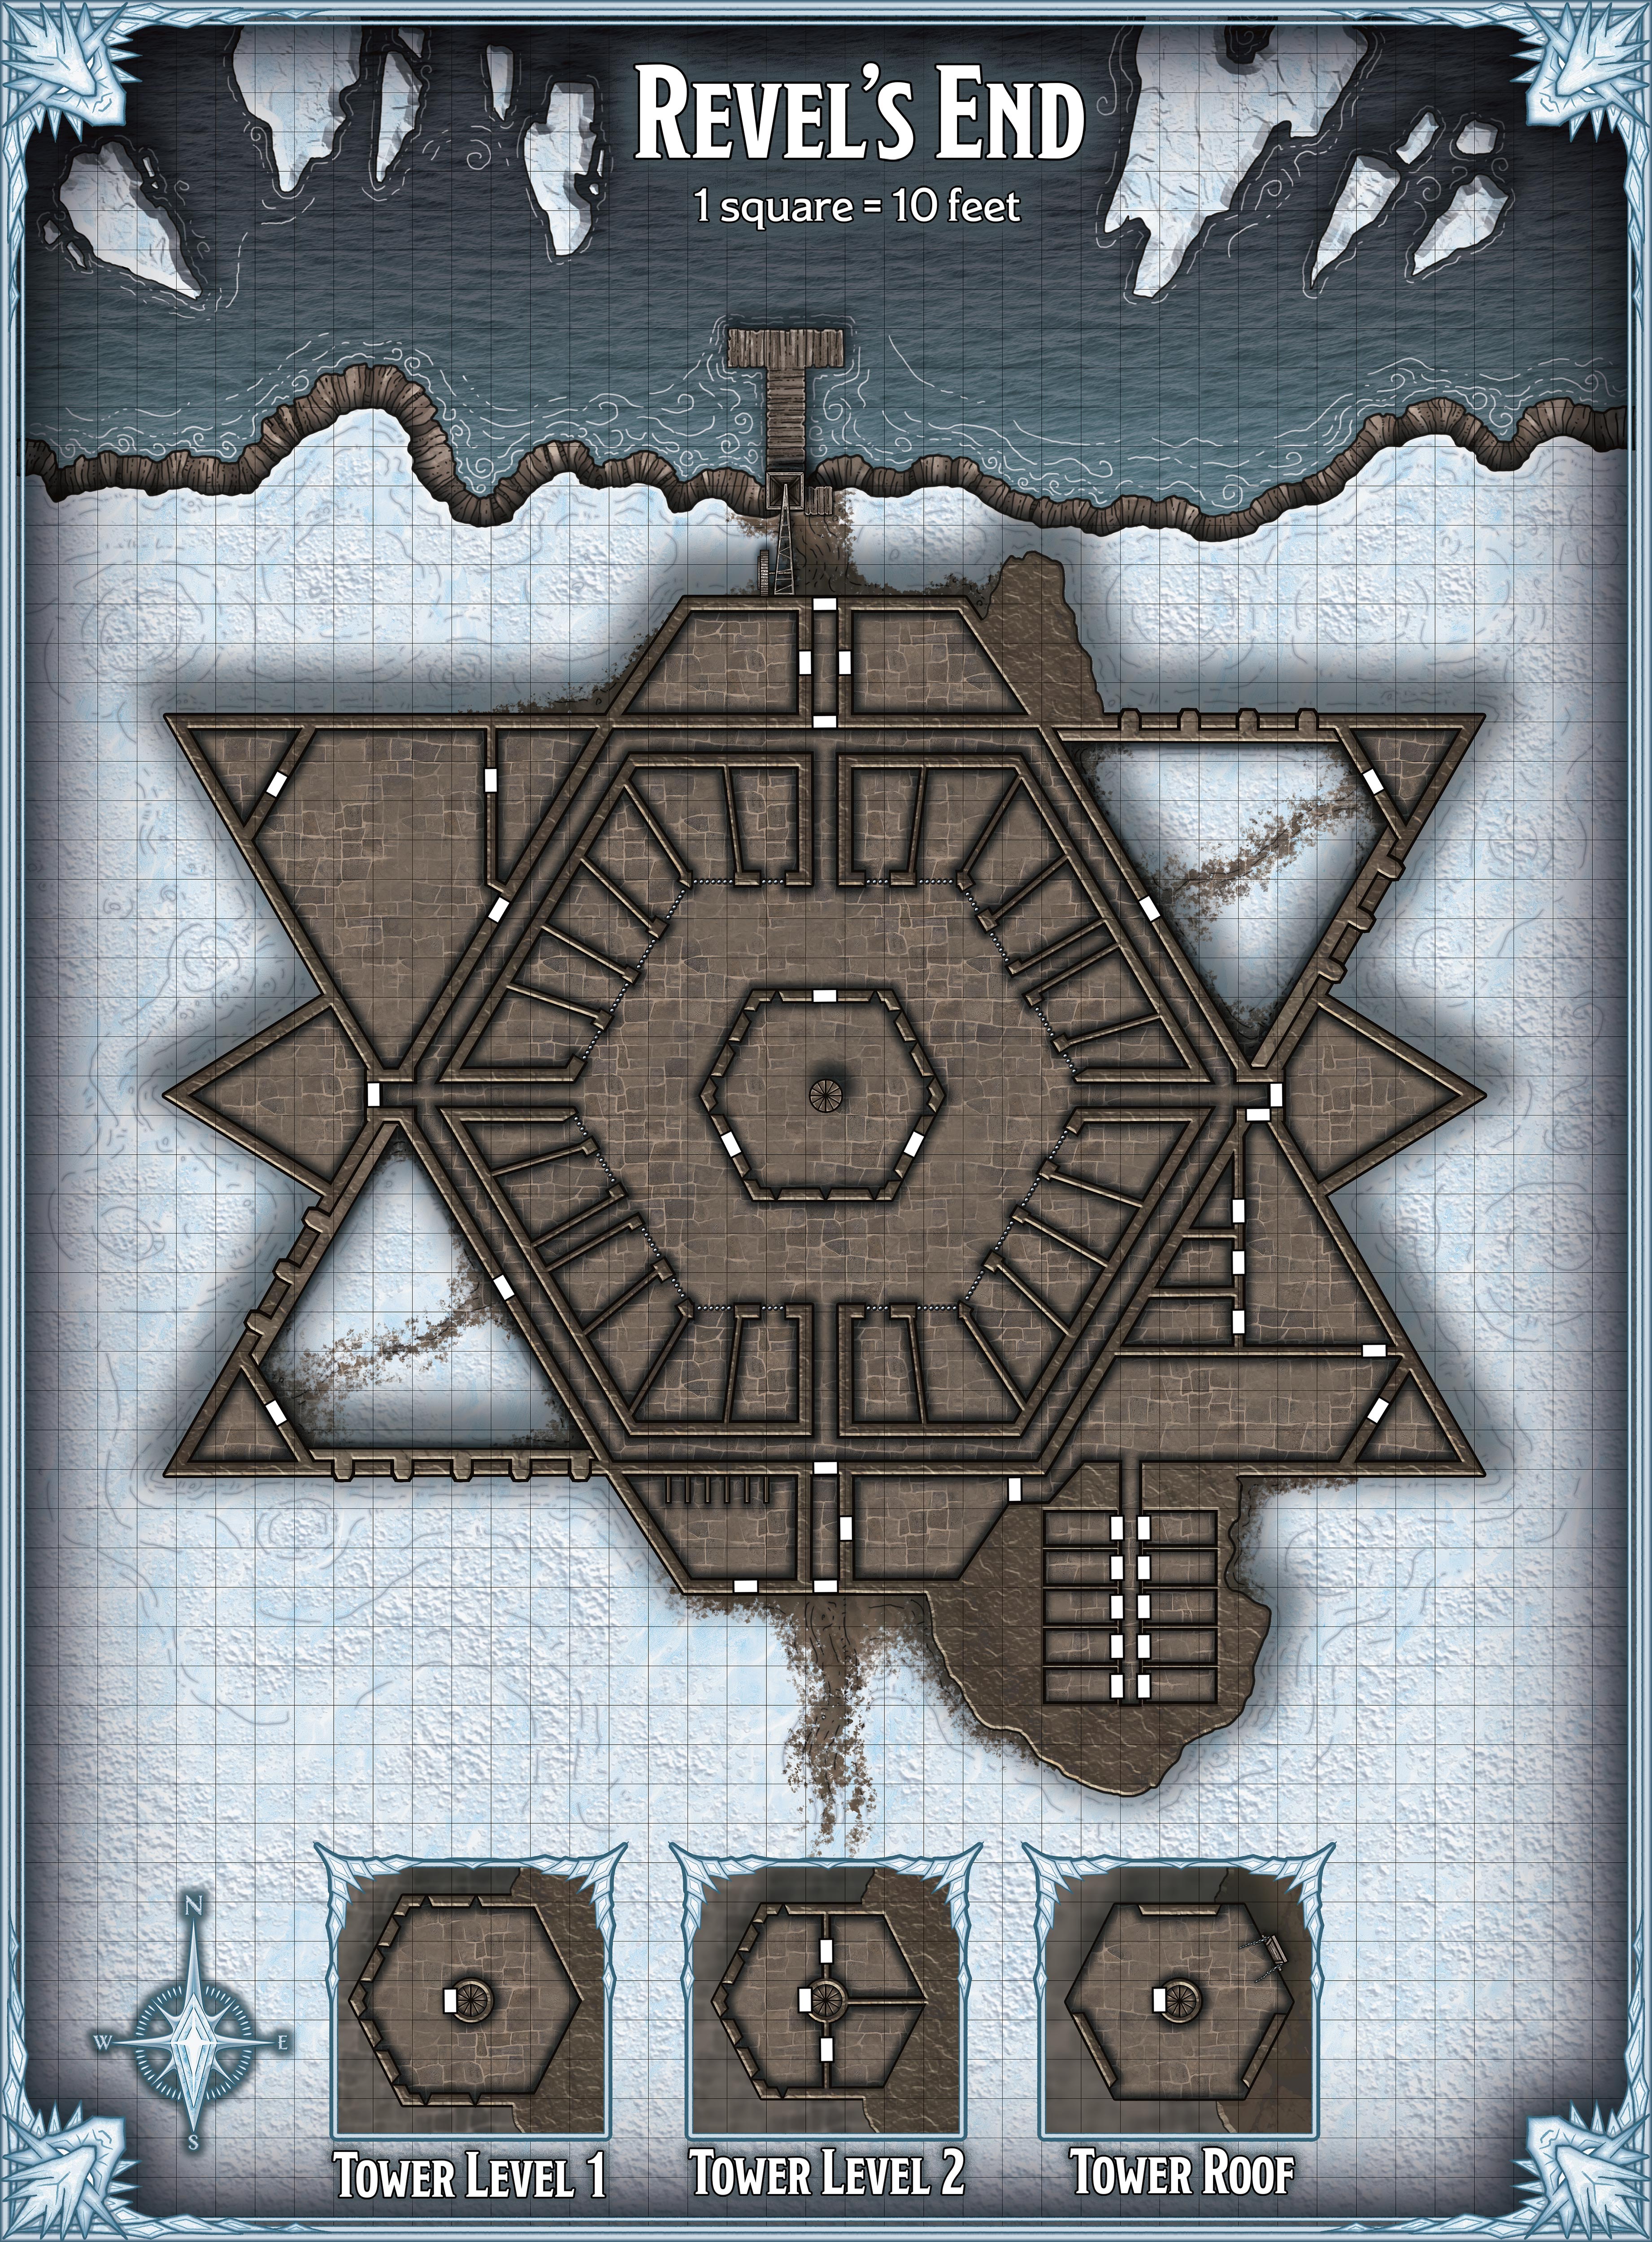 REVEL'S END
1 square = 10 feet
N
W
E
S
TOWER LEVEL 1
TOWER LEVEL 2
TOWER ROOF